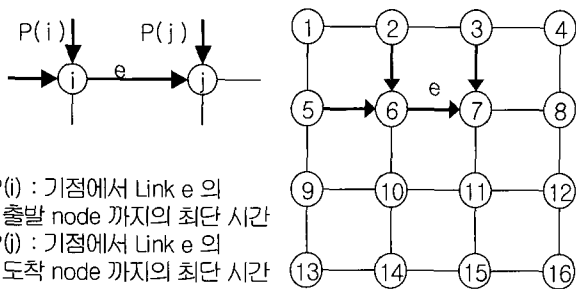 P(i) P(j)
i e j
P(i) : 기점에서 Link e 의
출발 node 까지의 최단 시간
P(j) : 기점에서 Link e 의
도착 node 까지의 최단 시간
1 2 3 4
e
5 6 7 8
9 10 11 12
13 14 15 16